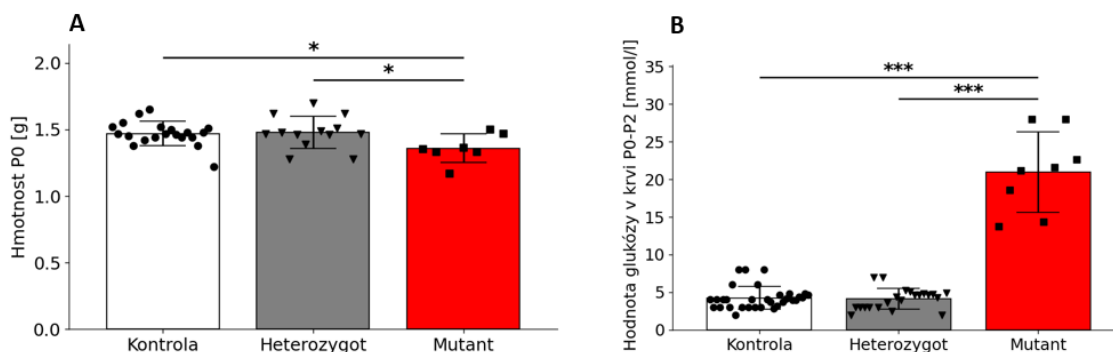 A
Hmotnost P0 [g]
2.0
1.5
1.0
0.5
0.0
*
*
Kontrola
Heterozygot
Mutant
B
Hodnota glukózy v krvi P0-P2 [mmol/l]
35
30
25
20
15
10
5
0
***
***
Kontrola
Heterozygot
Mutant